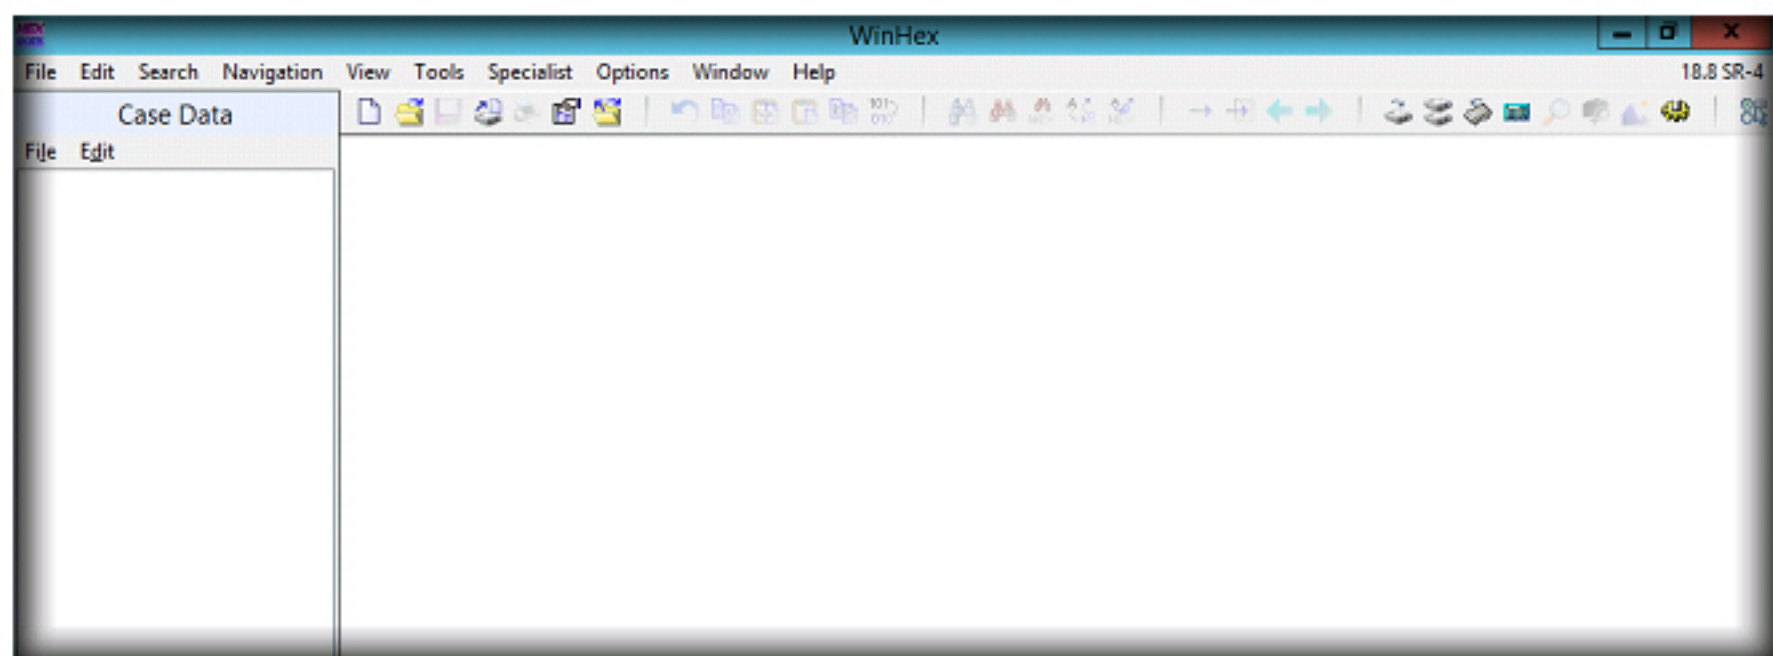 WinHex
File Edit Search Navigation View Tools Specialist Options Window Help 18.8 SR-4
Case Data
File Edit